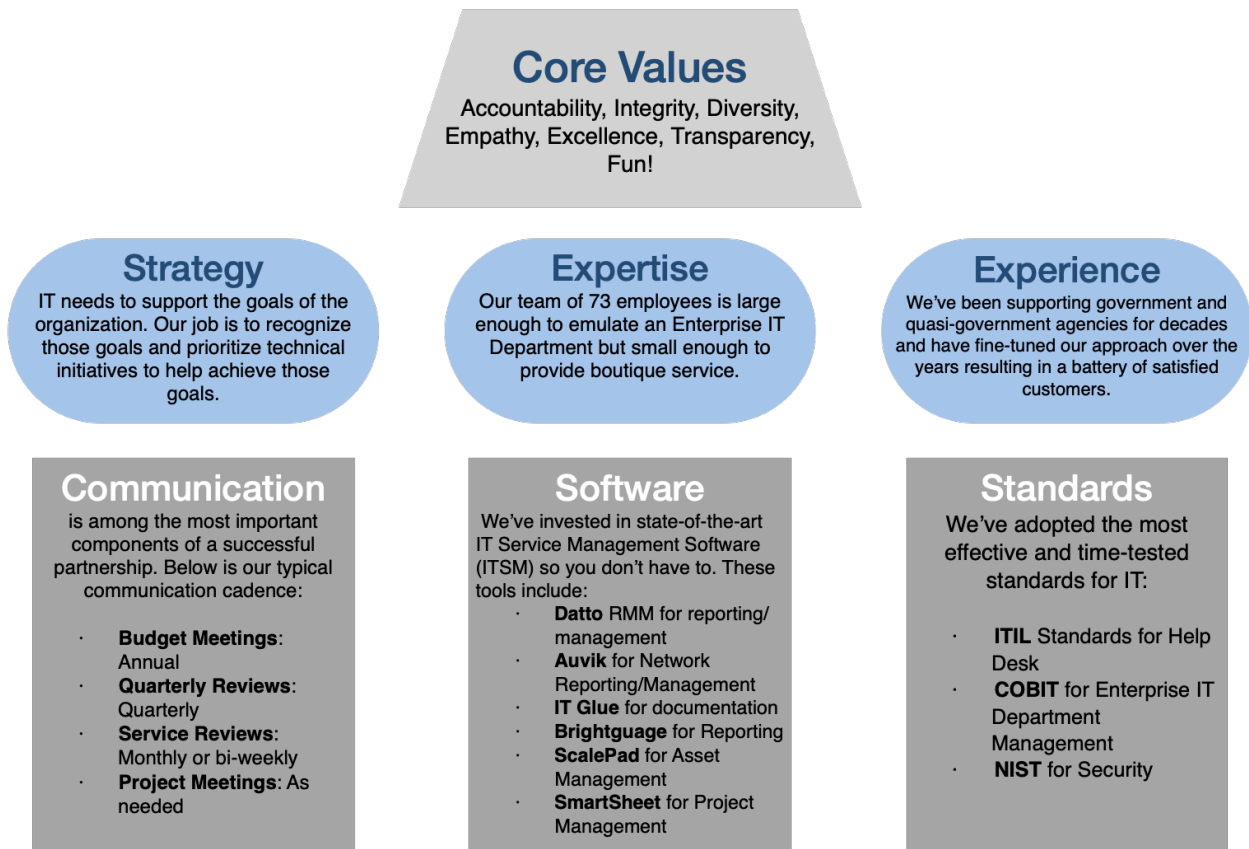 Core Values
Accountability, Integrity, Diversity,
Empathy, Excellence, Transparency,
Fun!
Strategy
IT needs to support the goals of the
organization. Our job is to recognize
those goals and prioritize technical
initiatives to help achieve those
goals.
Expertise
Our team of 73 employees is large
enough to emulate an Enterprise IT
Department but small enough to
provide boutique service.
Experience
We’ve been supporting government and
quasi-government agencies for decades
and have fine-tuned our approach over the
years resulting in a battery of satisfied
customers.
Communication
is among the most important
components of a successful
partnership. Below is our typical
communication cadence:
· Budget Meetings:
Annual
· Quarterly Reviews:
Quarterly
· Service Reviews:
Monthly or bi-weekly
· Project Meetings: As
needed
Software
We’ve invested in state-of-the-art
IT Service Management Software
(ITSM) so you don’t have to. These
tools include:
· Datto RMM for reporting/
management
· Auvik for Network
Reporting/Management
· IT Glue for documentation
· Brightguage for Reporting
· ScalePad for Asset
Management
· SmartSheet for Project
Management
Standards
We’ve adopted the most
effective and time-tested
standards for IT:
· ITIL Standards for Help
Desk
· COBIT for Enterprise IT
Department
Management
· NIST for Security